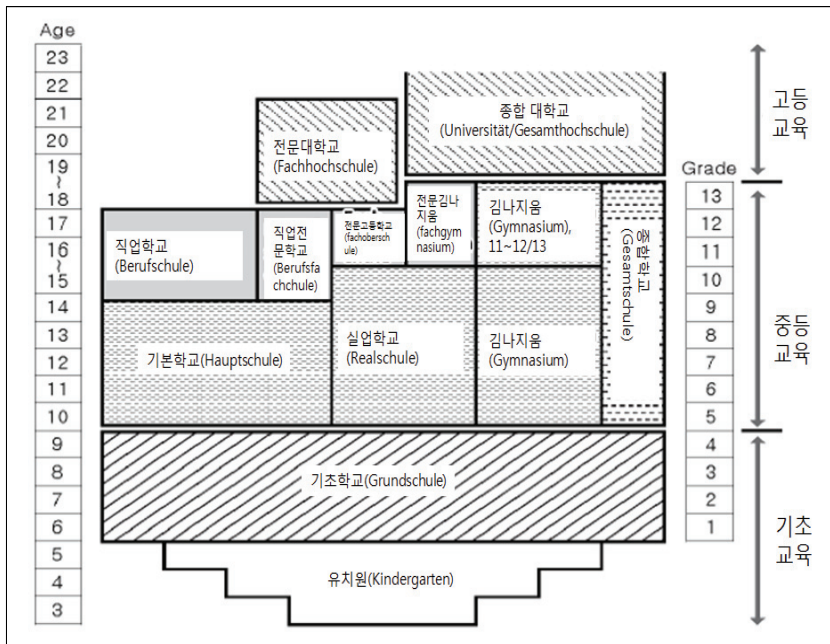 Age
23
22
21
20
19
~
18
17
16
~
15
14
13
12
11
10
9
8
7
6
5
4
3
종합 대학교
(Universität/Gesamthochschule)
전문대학교
(Fachhochschule)
직업학교
(Berufschule)
직업전
문학교
(Berufsfa
chchule)
전문고등학교
(fachobersch
ule)
전문김나
지움
(fachgym
nasium)
김나지움
(Gymnasium),
11~12/13
종합학교
(Gesamtschule)
기본학교(Hauptschule)
실업학교
(Realschule)
김나지움
(Gymnasium)
기초학교(Grundschule)
유치원(Kindergarten)
Grade
13
12
11
10
9
8
7
6
5
4
3
2
1
고등
교육
중등
교육
기초
교육